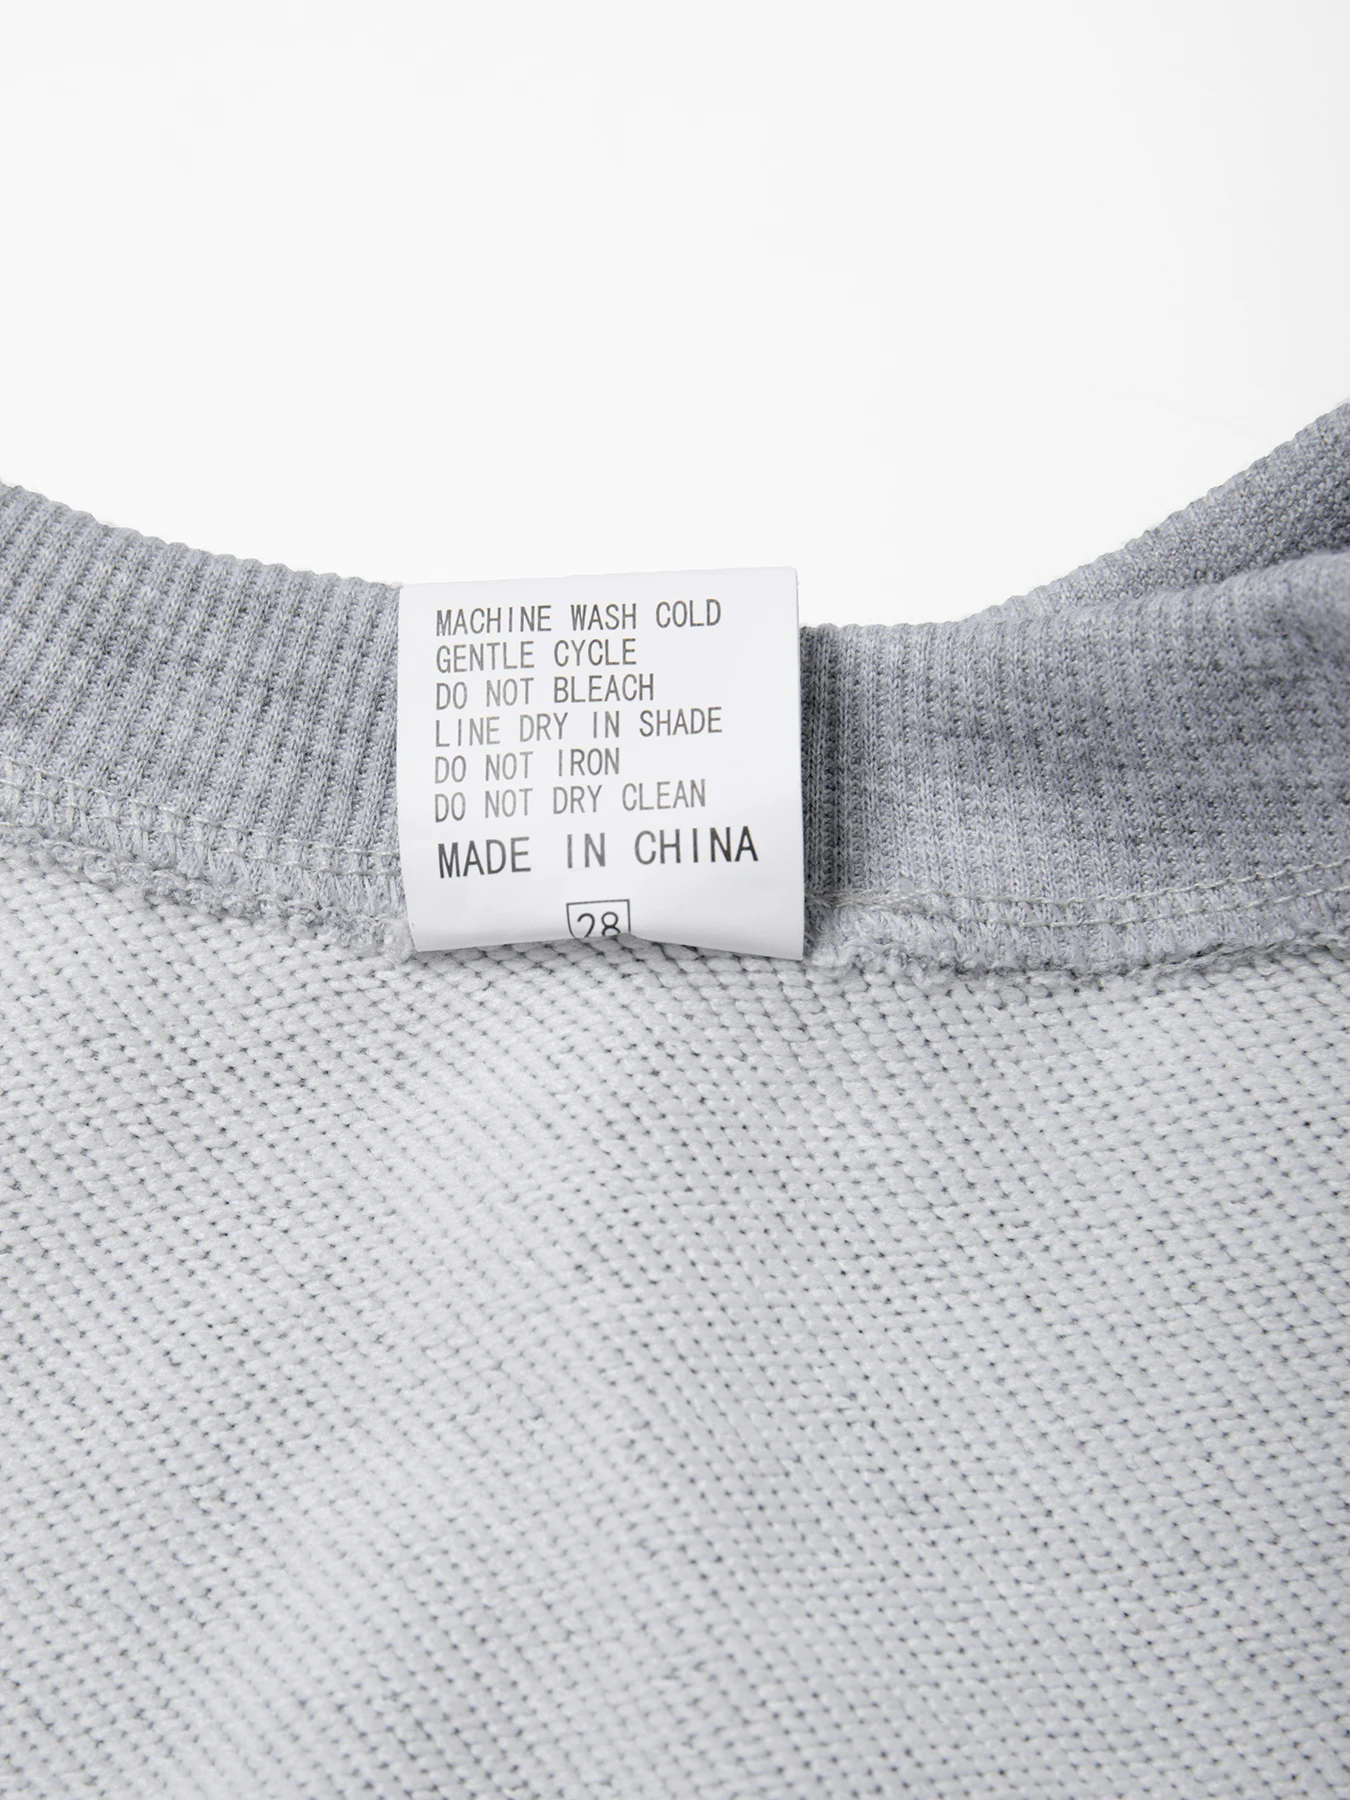 MACHINE WASH COLD
GENTLE CYCLE
DO NOT BLEACH
LINE DRY IN SHADE
DO NOT IRON
DO NOT DRY CLEAN
MADE IN CHINA
28